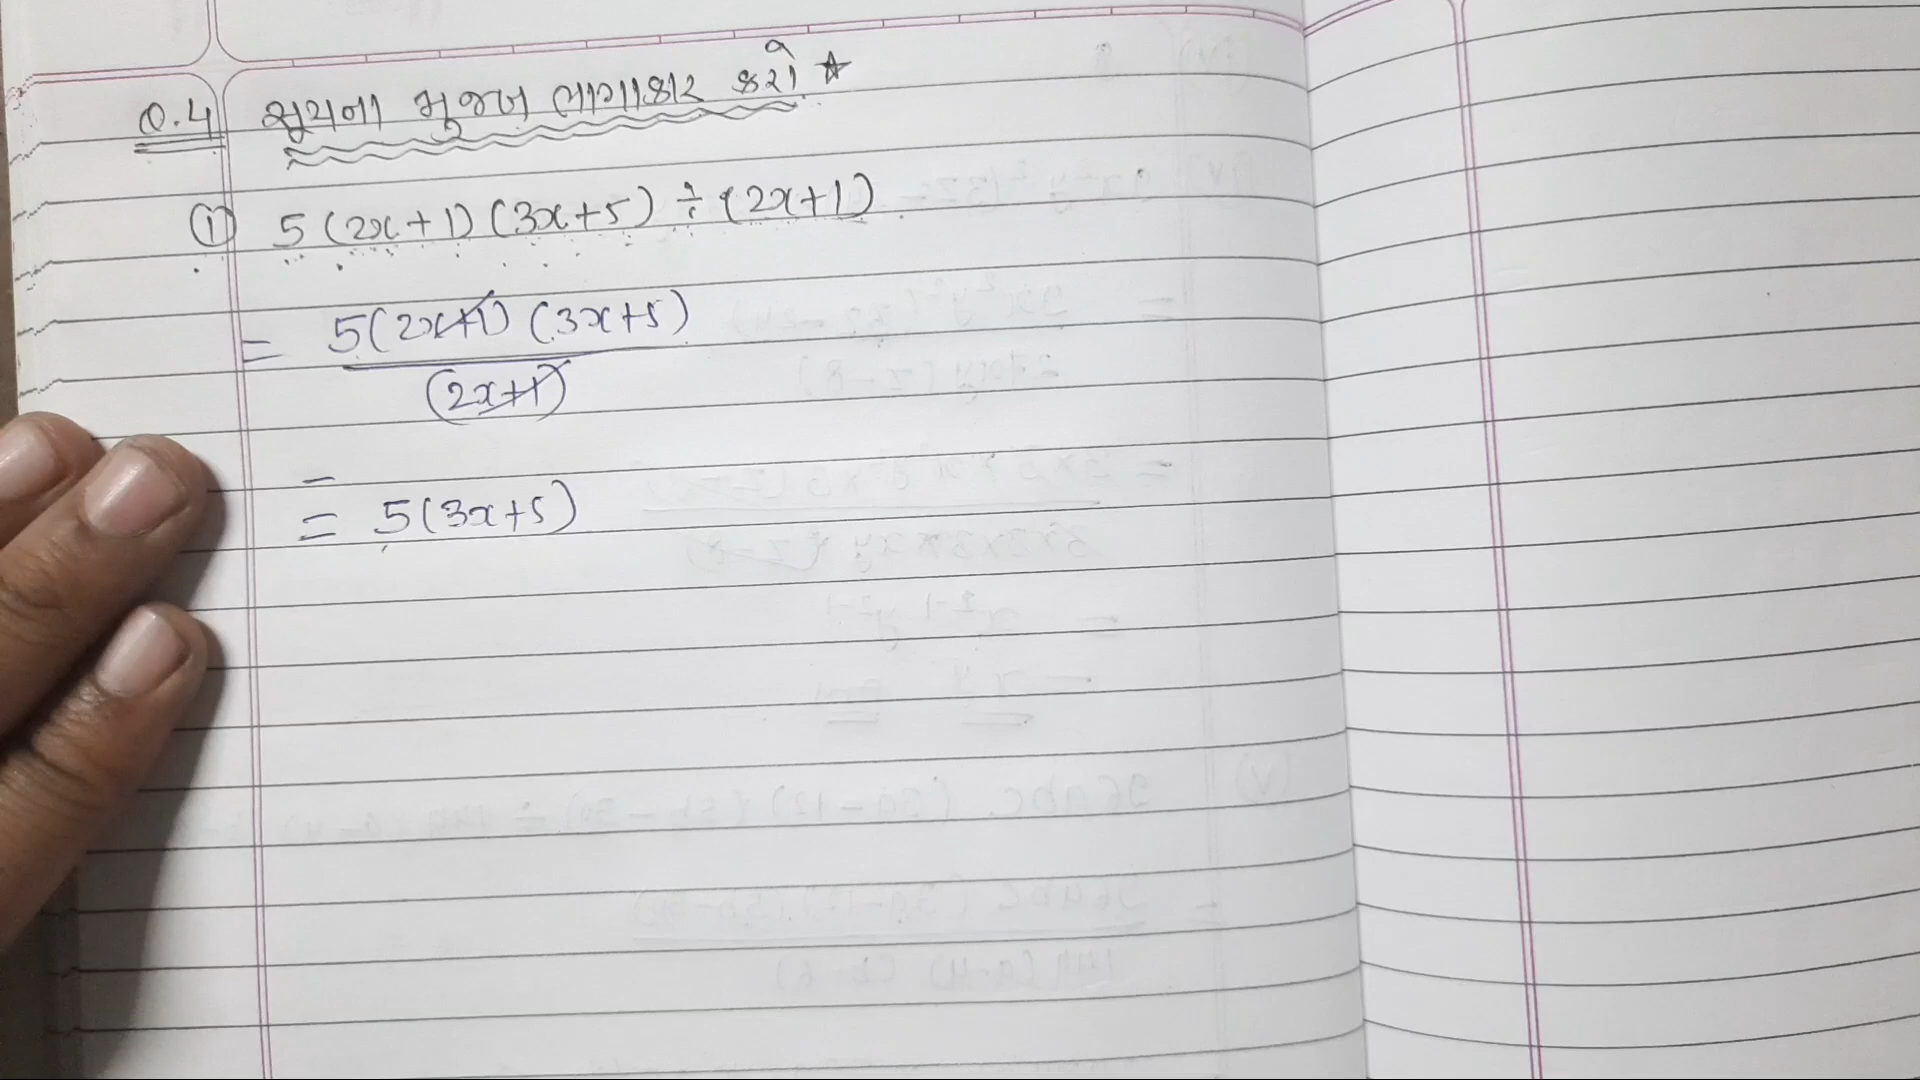 Q.4 સુચના મુજબ ભાગાકાર કરો ☆
(i) 5(2x+1)(3x+5) ÷ (2x+1)
= 5(2x+1)(3x+5)
(2x+1)
= 5(3x+5)